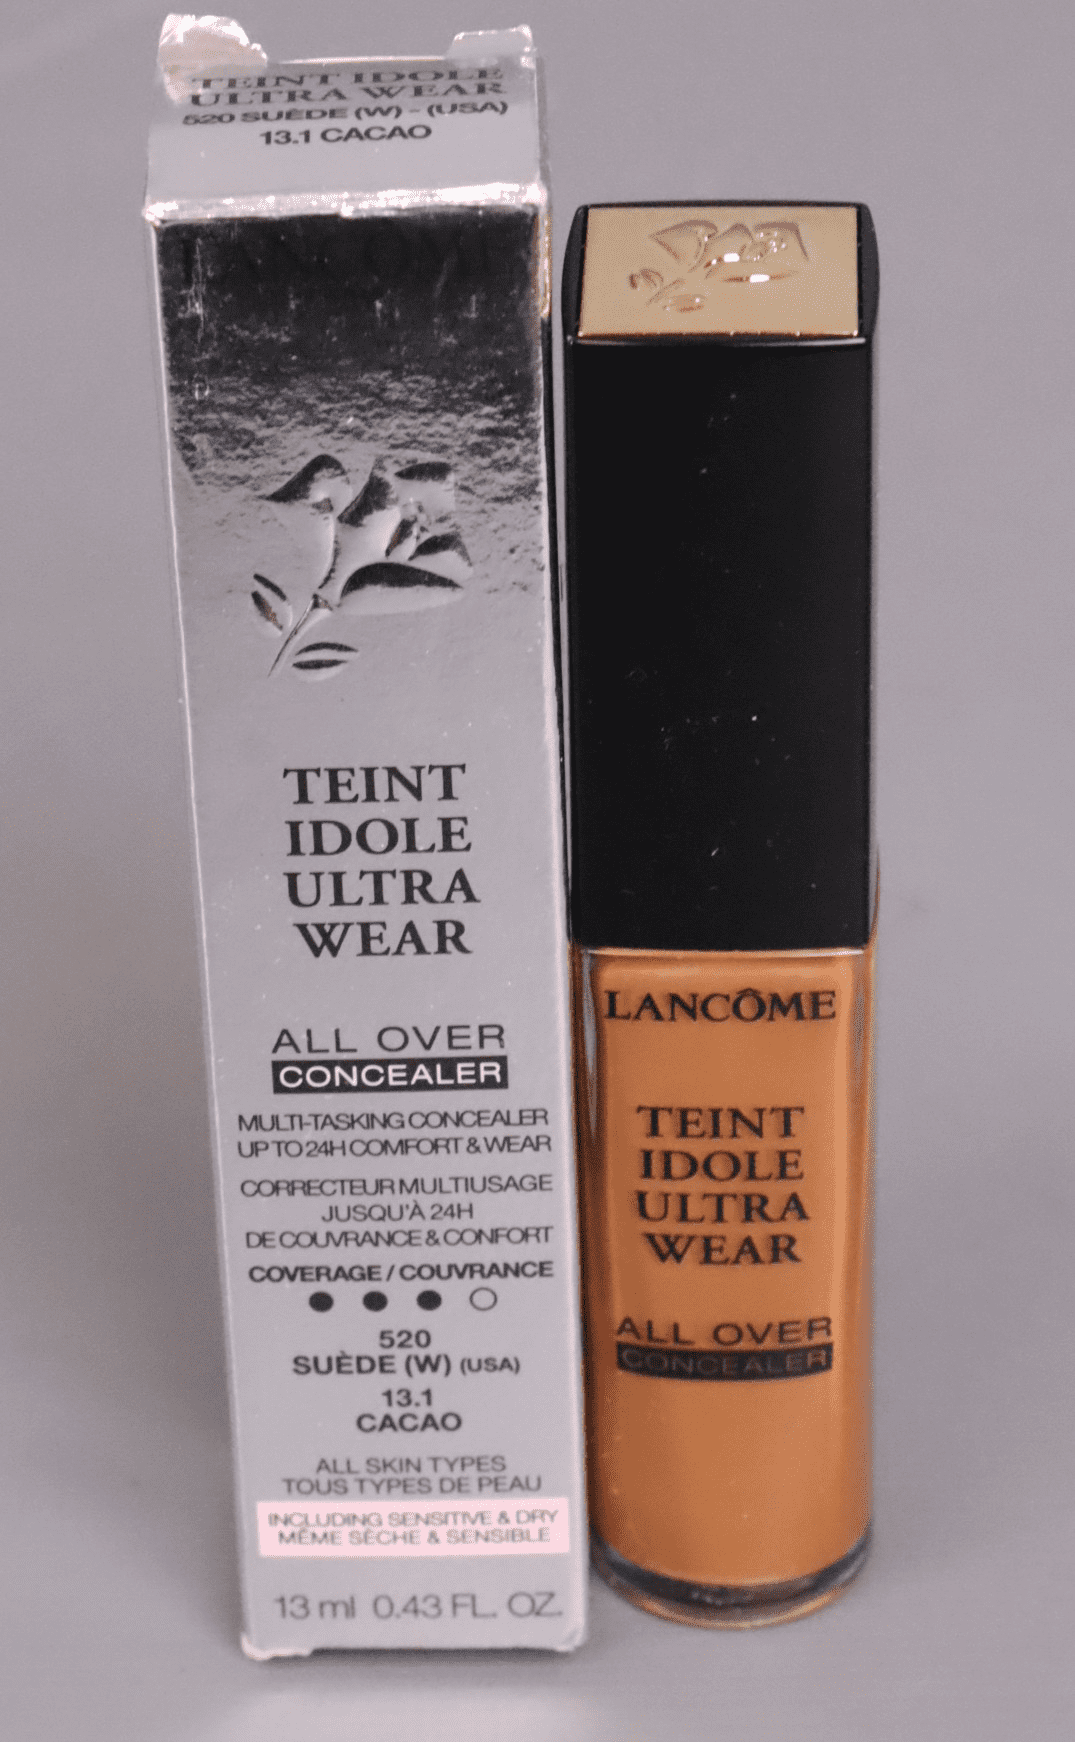 TEINT IDOLE
ULTRA WEAR
520 SUÈDE (W) - (USA)
13.1 CACAO
LANCÔME
TEINT
IDOLE
ULTRA
WEAR
ALL OVER
CONCEALER
MULTI-TASKING CONCEALER
UP TO 24H COMFORT & WEAR
CORRECTEUR MULTIUSAGE
JUSQU'À 24H
DE COUVRANCE & CONFORT
COVERAGE / COUVRANCE
520
SUÈDE (W) (USA)
13.1
CACAO
ALL SKIN TYPES
TOUS TYPES DE PEAU
INCLUDING SENSITIVE & DRY
MÊME SÈCHE & SENSIBLE
13 ml 0.43 FL. OZ.
LANCÔME
TEINT
IDOLE
ULTRA
WEAR
ALL OVER
CONCEALER